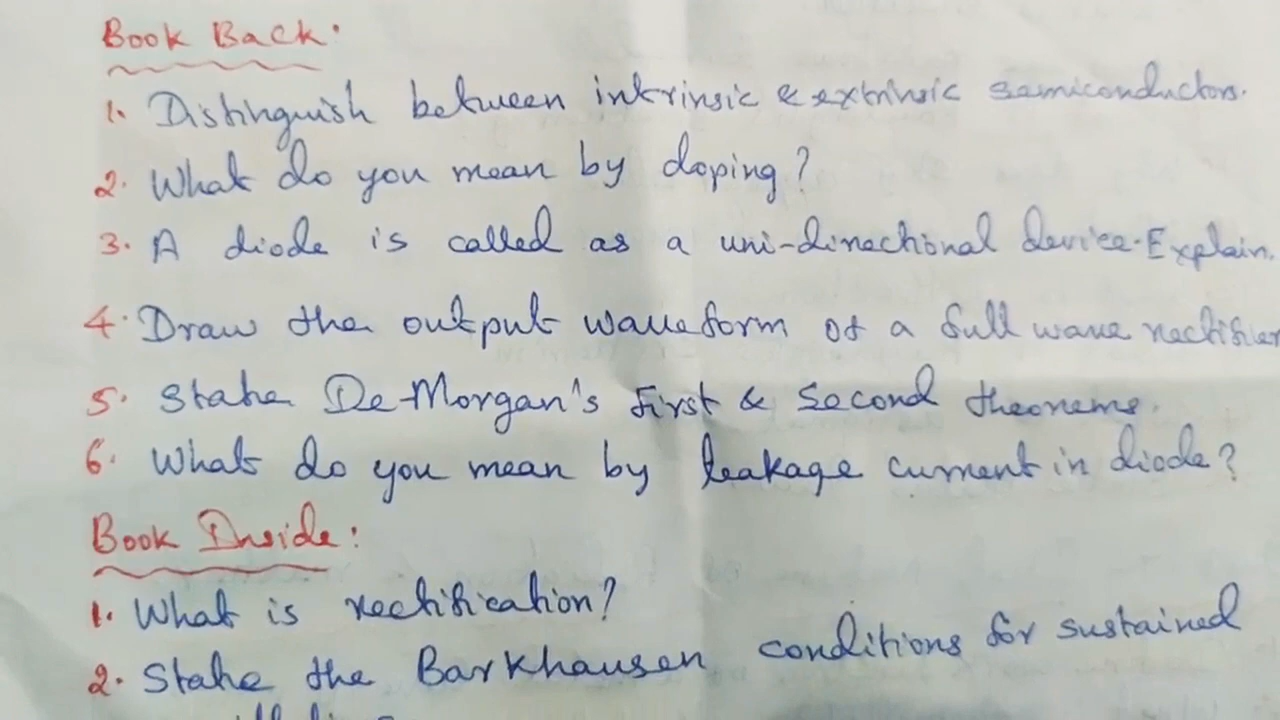 Book Back:
1. Distinguish between intrinsic & extrinsic semiconductors.
2. What do you mean by doping?
3. A diode is called as a uni-directional device. Explain.
4. Draw the output waveform of a full wave rectifier
5. State De-Morgan's First & Second theorems.
6. What do you mean by leakage current in diode?
Book Inside:
1. What is rectification?
2. State the Barkhausen conditions for sustained